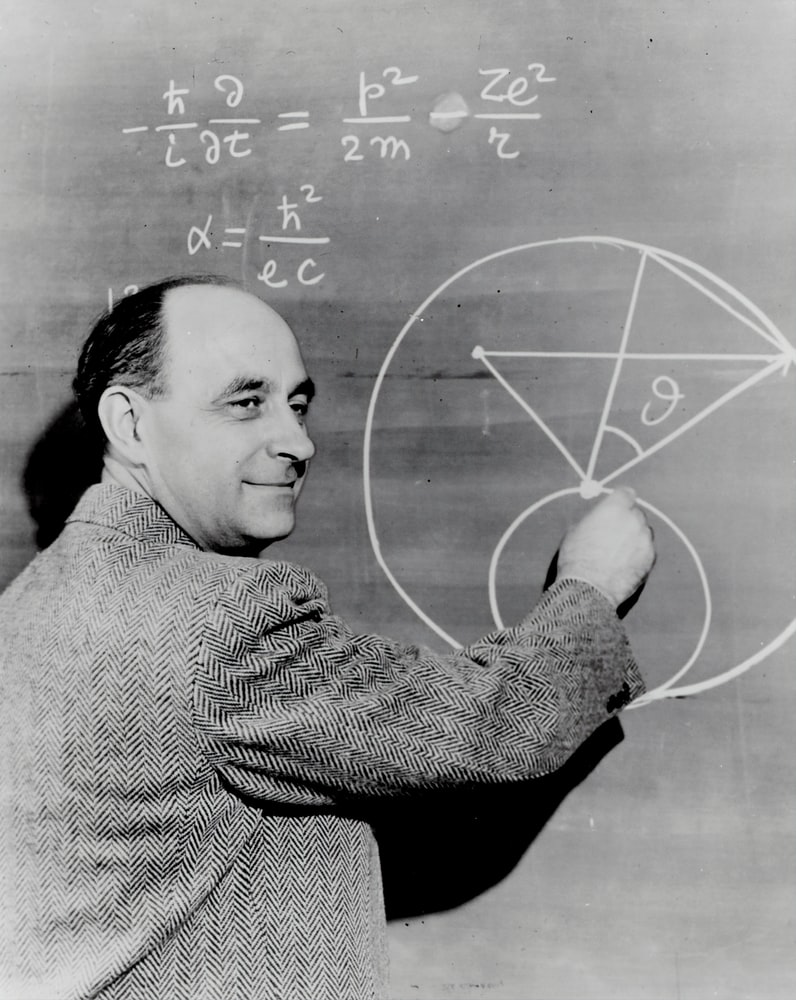 -ħ/i ∂/∂t = p²/2m - Ze²/r
α = ħ²/ec
ϑ